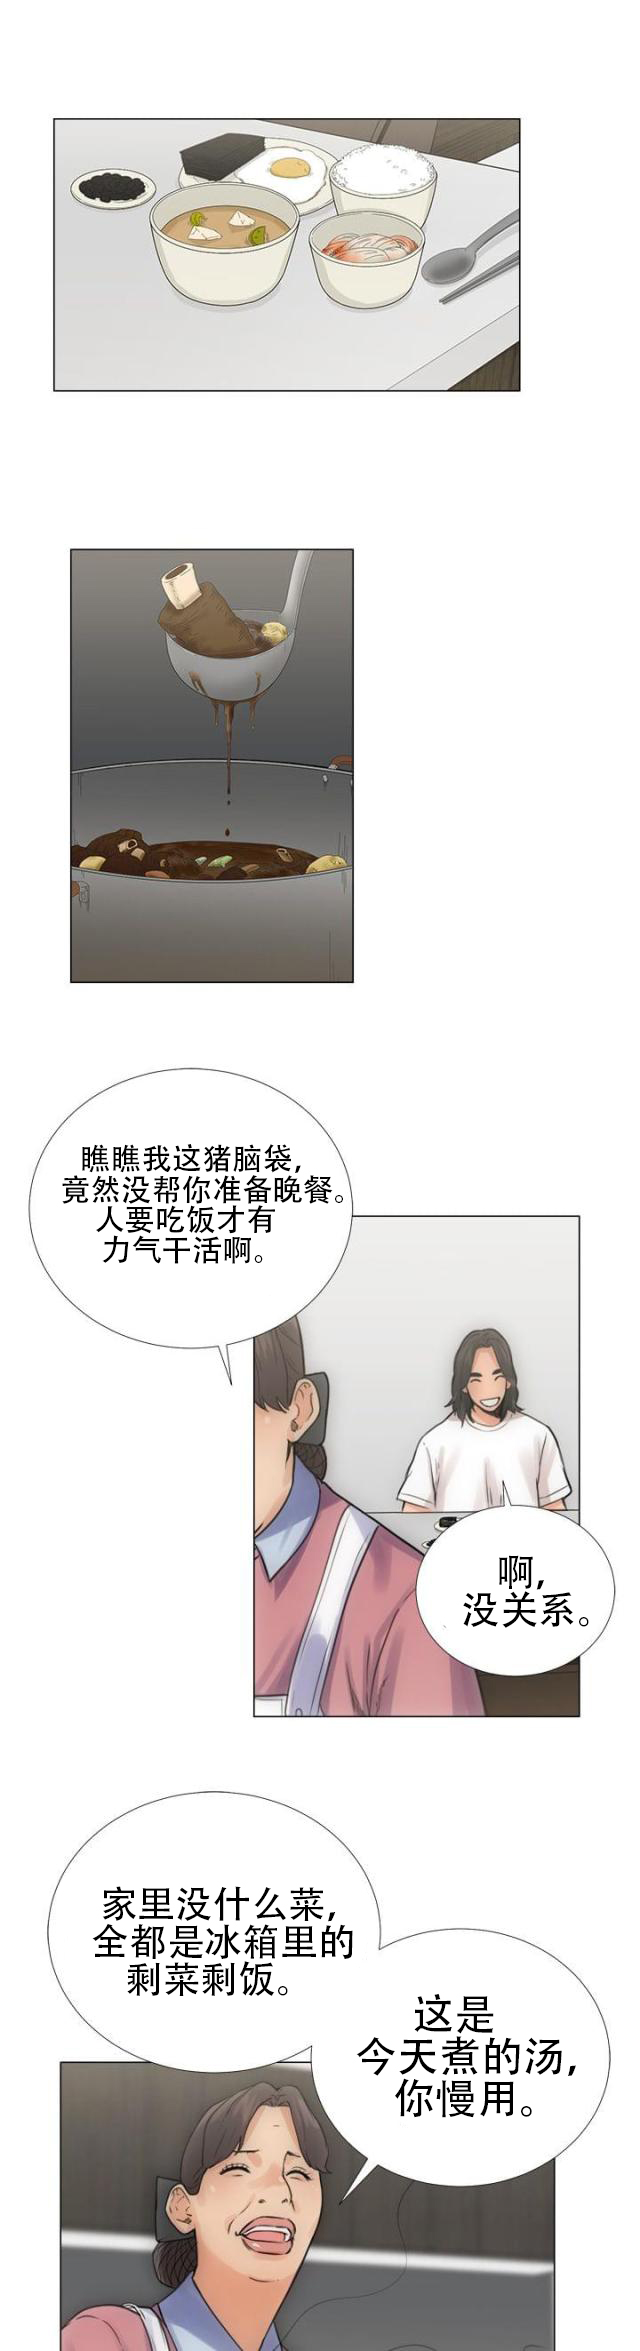 瞧瞧我这猪脑袋,
竟然没帮你准备晚餐。
人要吃饭才有
力气干活啊。
啊,
没关系。
家里没什么菜,
全都是冰箱里的
剩菜剩饭。
这是
今天煮的汤,
你慢用。